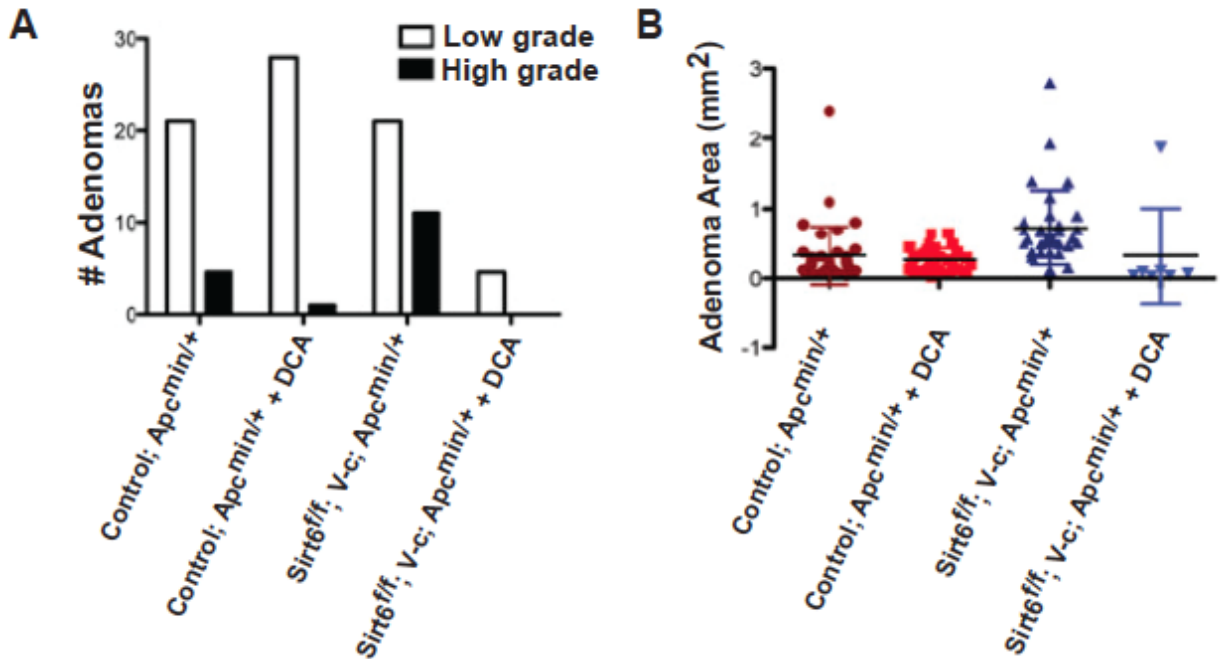 A
30
20
10
0
# Adenomas
Low grade
High grade
Control; Apcmin/+
Control; Apcmin/+ + DCA
Sirt6f/f; V-c; Apcmin/+
Sirt6f/f; V-c; Apcmin/+ + DCA
B
3
2
1
0
-1
Adenoma Area (mm2)
Control; Apcmin/+
Control; Apcmin/+ + DCA
Sirt6f/f; V-c; Apcmin/+
Sirt6f/f; V-c; Apcmin/+ + DCA